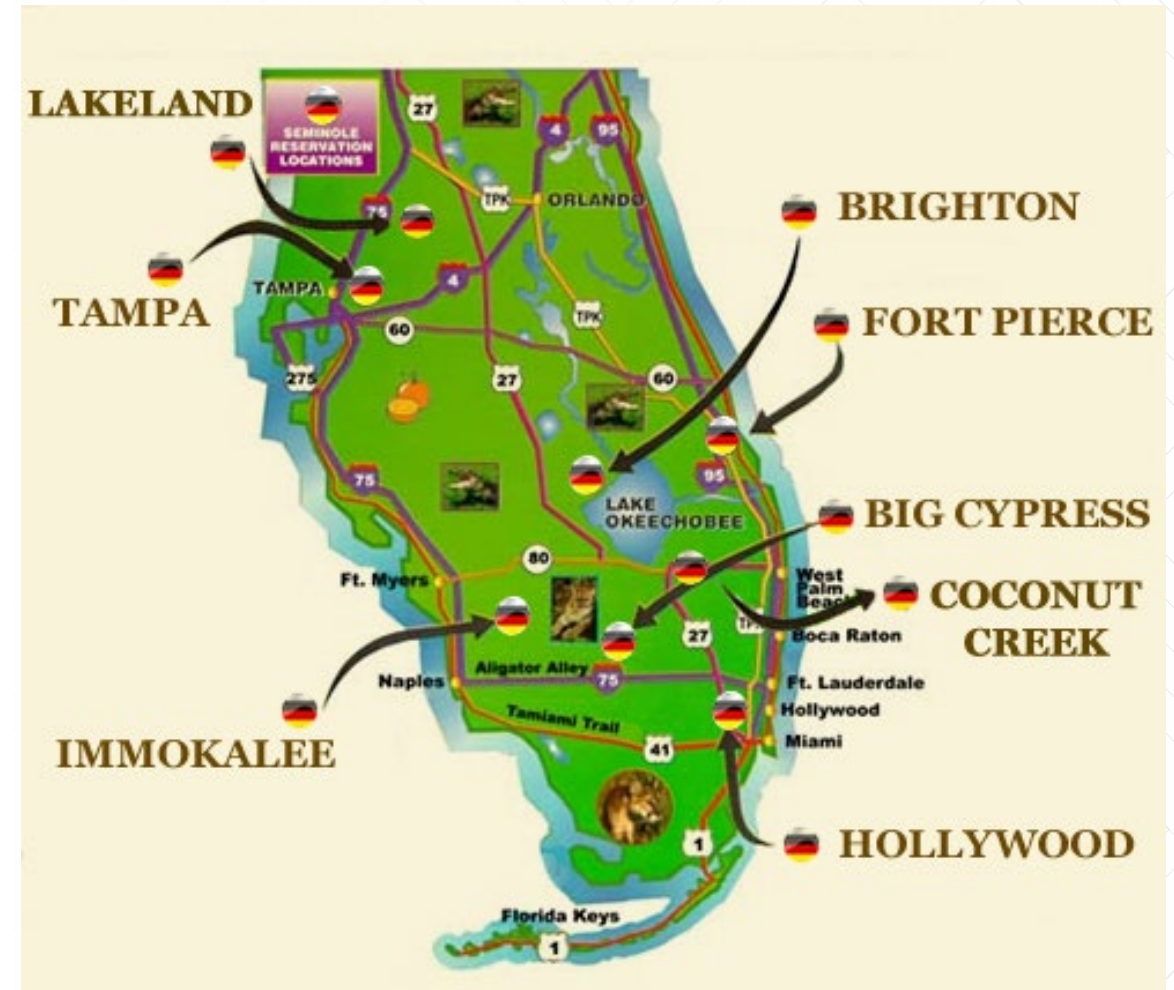 LAKELAND
SEMINOLE
RESERVATION
LOCATIONS
27
4
95
TPK
ORLANDO
75
BRIGHTON
TAMPA
TAMPA
4
60
TPK
FORT PIERCE
275
27
60
75
95
LAKE
OKEECHOBEE
BIG CYPRESS
80
Ft. Myers
West
Palm
Beach
COCONUT
CREEK
27
Boca Raton
Aligator Alley
75
Naples
Ft. Lauderdale
Hollywood
Tamiami Trail
41
Miami
IMMOKALEE
1
HOLLYWOOD
Florida Keys
1